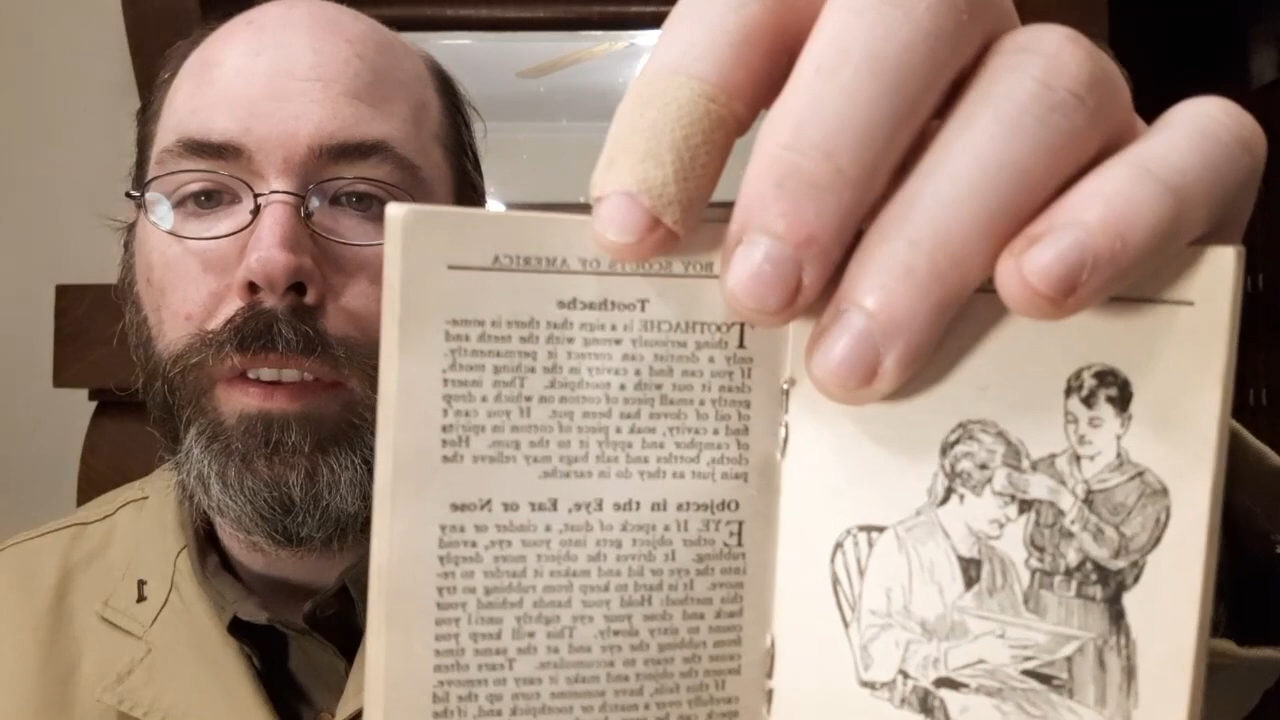 BOY SCOUTS OF AMERICA
Toothache
TOOTHACHE is a sign that there is some-
thing seriously wrong with the teeth and
only a dentist can correct it permanently.
If you can find a cavity in the aching tooth,
clean it out with a toothpick. Then insert
gently a small piece of cotton on which a drop
of oil of cloves has been put. If you can't
find a cavity, soak a piece of cotton in spirits
of camphor and apply it to the gum. Hot
cloths, bottles and salt bags may relieve the
pain just as they do in earache.
Objects in the Eye, Ear or Nose
EYE. If a speck of dust, a cinder or any
other object gets into your eye, avoid
rubbing. It drives the object more deeply
into the eye or lid and makes it harder to re-
move. It is hard to keep from rubbing so try
this method: Hold your hands behind your
back and close your eye tightly until you
count to sixty slowly. This will keep you
from rubbing the eye and at the same time
cause the tears to accumulate. Tears often
loosen the object and make it easy to remove.
If this fails, have someone turn up the lid
carefully over a match or toothpick and, if the
speck can be seen
1